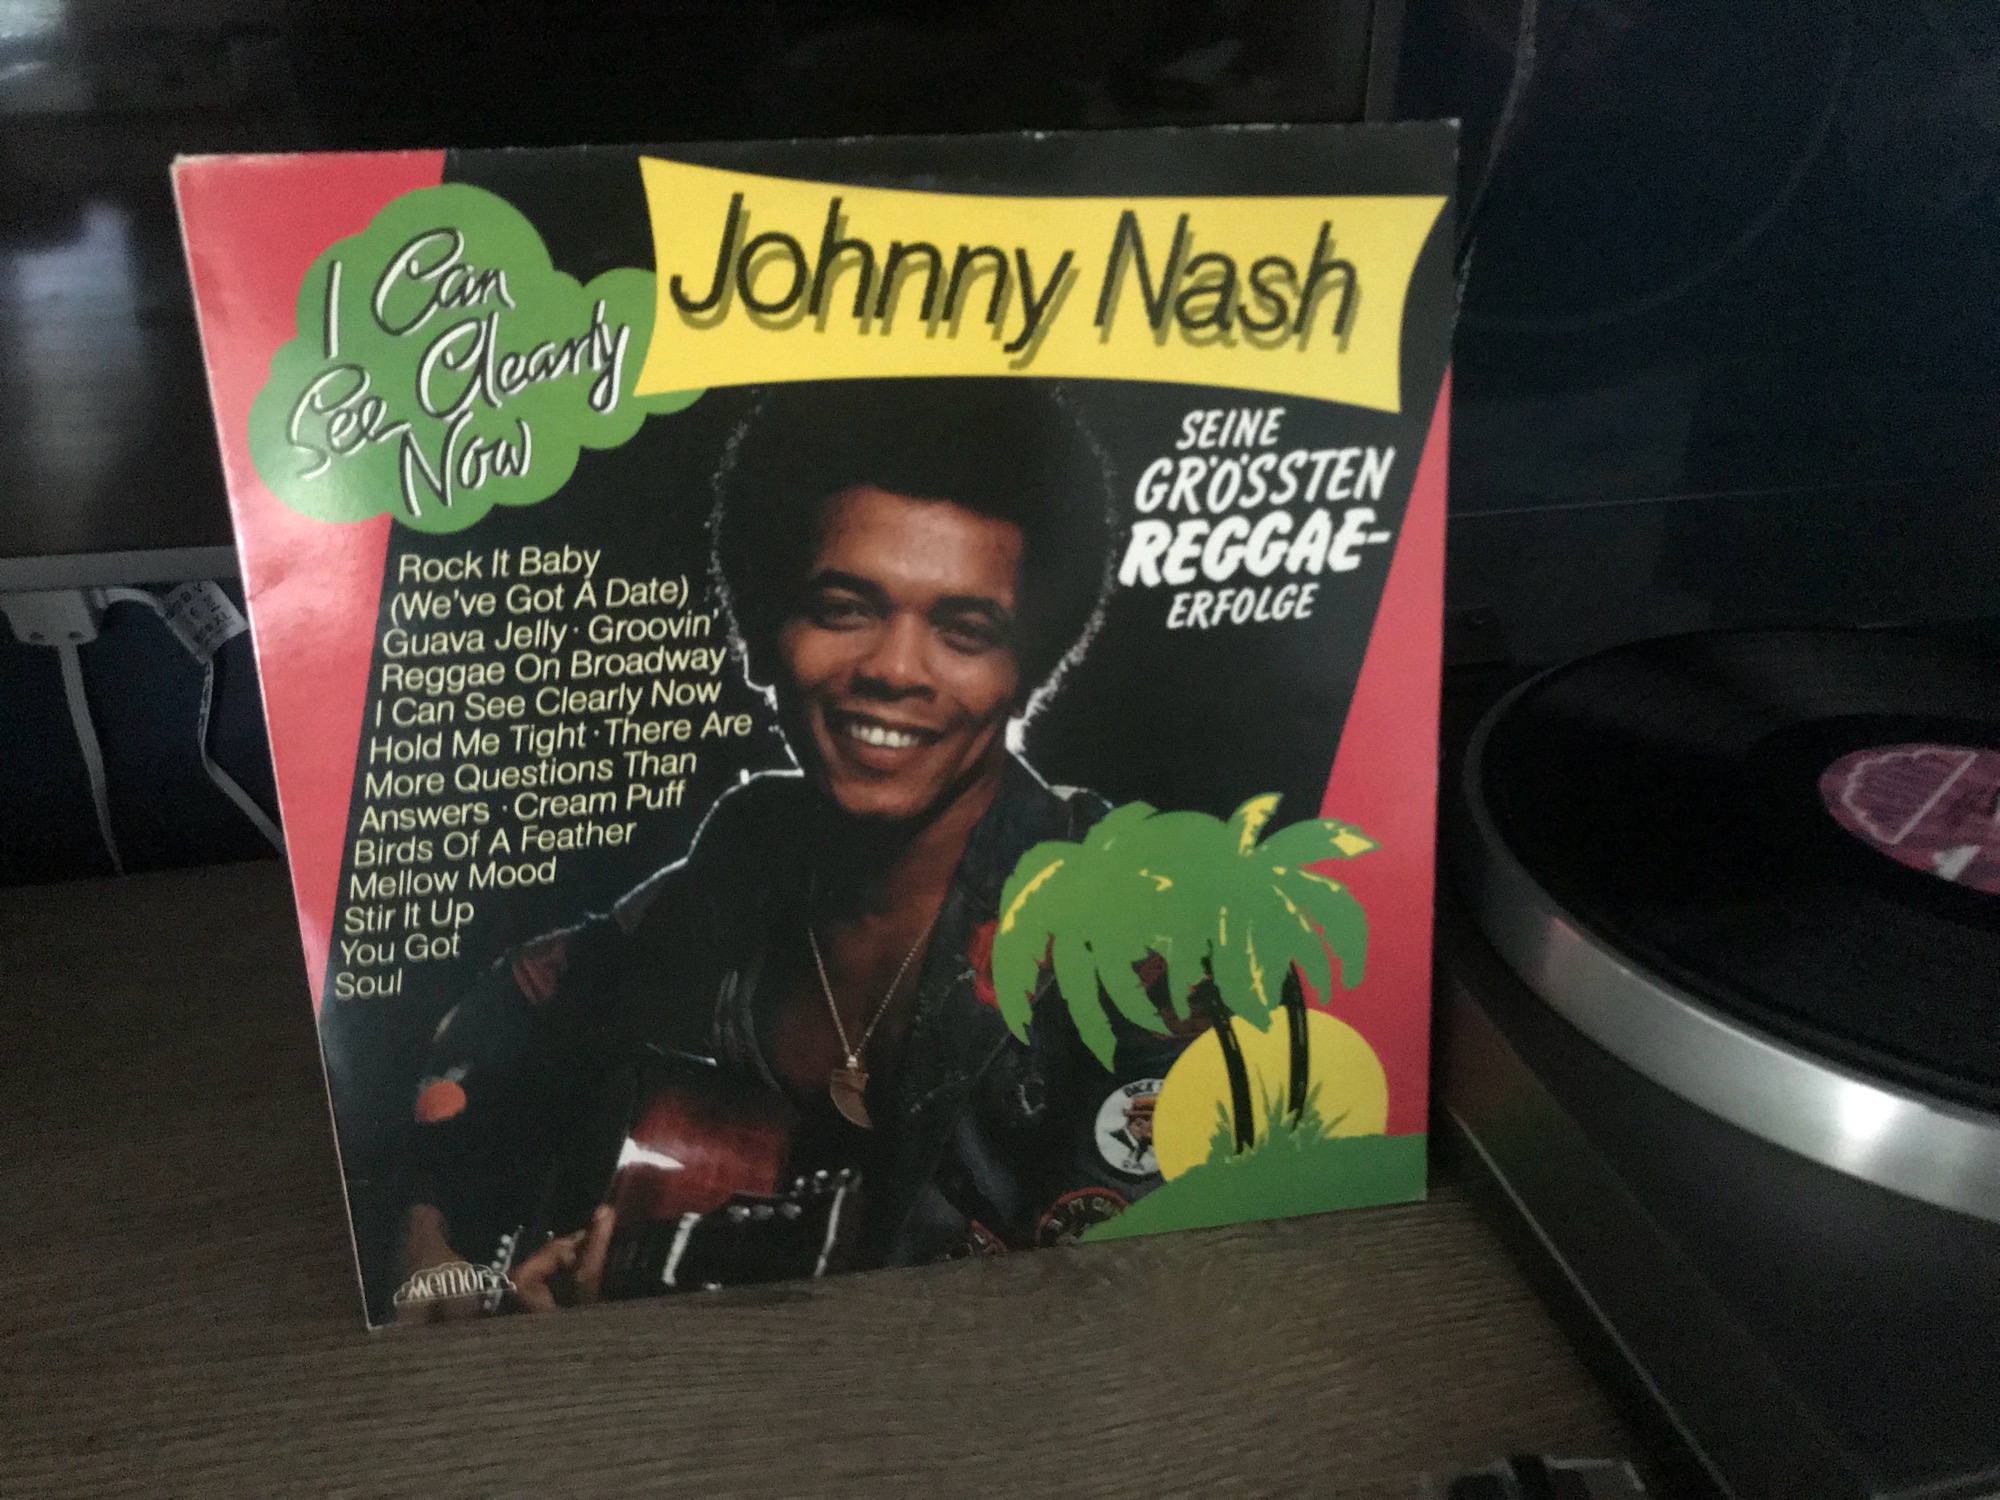 I Can
See Clearly
Now
Johnny Nash
SEINE
GRÖSSTEN
REGGAE-
ERFOLGE
Rock It Baby
(We've Got A Date)
Guava Jelly · Groovin'
Reggae On Broadway
I Can See Clearly Now
Hold Me Tight · There Are
More Questions Than
Answers · Cream Puff
Birds Of A Feather
Mellow Mood
Stir It Up
You Got
Soul